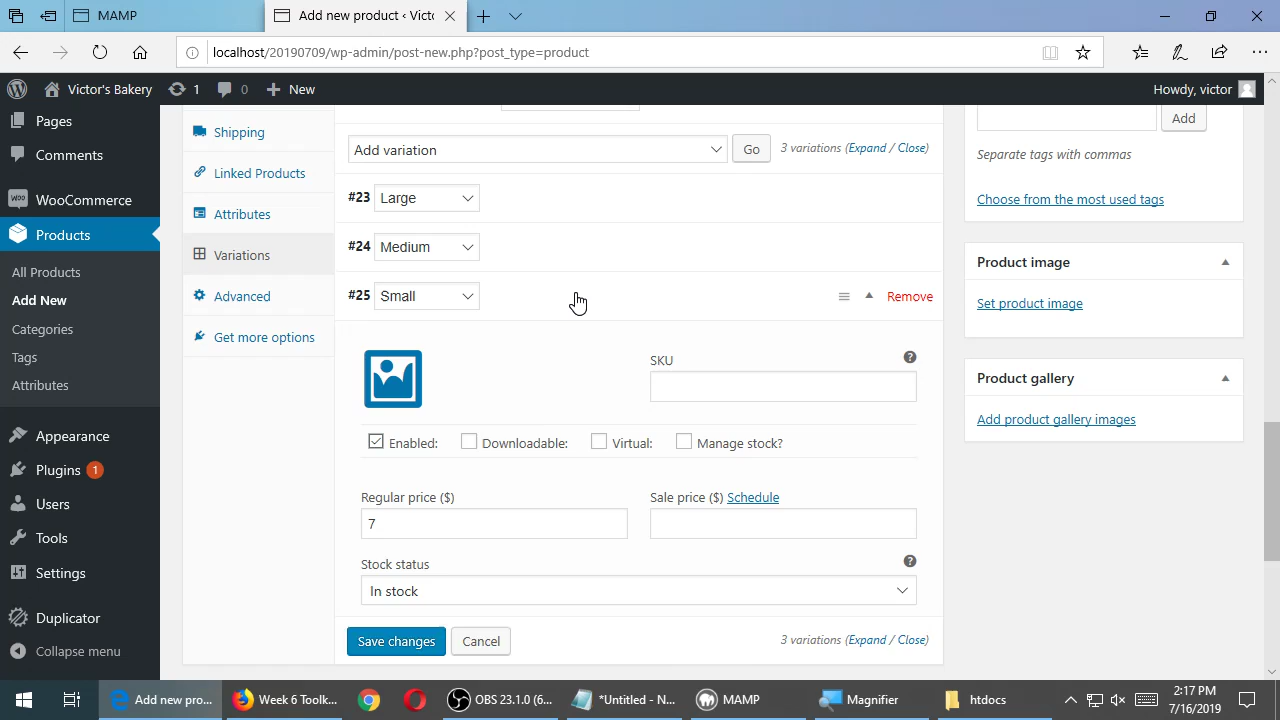 MAMP
Add new product ‹ Victo
localhost/20190709/wp-admin/post-new.php?post_type=product
Victor's Bakery
1
0
New
Howdy, victor
Pages
Comments
WooCommerce
Products
All Products
Add New
Categories
Tags
Attributes
Appearance
Plugins 1
Users
Tools
Settings
Duplicator
Collapse menu
Shipping
Linked Products
Attributes
Variations
Advanced
Get more options
Add variation
Go
3 variations (Expand / Close)
#23 Large
#24 Medium
#25 Small
Remove
SKU
?
Enabled:
Downloadable:
Virtual:
Manage stock?
Regular price ($)
7
Sale price ($) Schedule
Stock status
?
In stock
Save changes
Cancel
3 variations (Expand / Close)
Add
Separate tags with commas
Choose from the most used tags
Product image
Set product image
Product gallery
Add product gallery images
Add new pro...
Week 6 Toolk...
OBS 23.1.0 (6...
*Untitled - N...
MAMP
Magnifier
htdocs
2:17 PM
7/16/2019